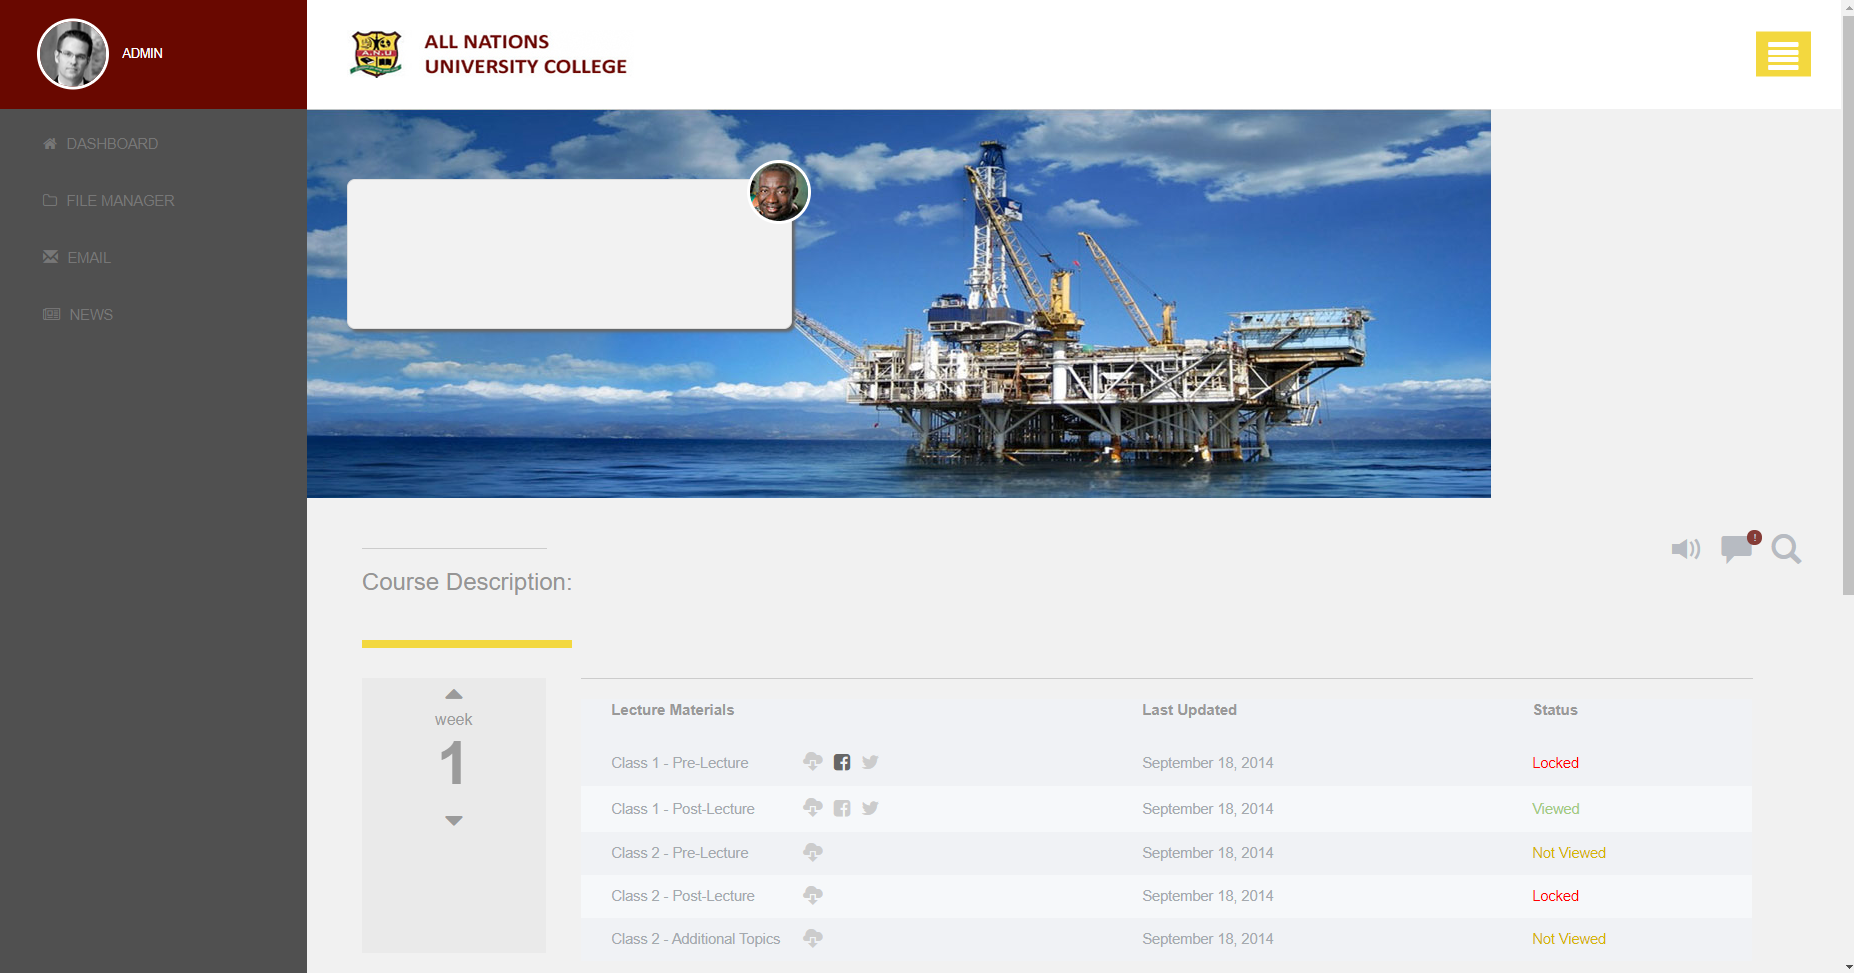 ADMIN
A.N.U
ALL NATIONS
UNIVERSITY COLLEGE
DASHBOARD
FILE MANAGER
EMAIL
NEWS
!
Course Description:
week
1
Lecture Materials Last Updated Status
Class 1 - Pre-Lecture September 18, 2014 Locked
Class 1 - Post-Lecture September 18, 2014 Viewed
Class 2 - Pre-Lecture September 18, 2014 Not Viewed
Class 2 - Post-Lecture September 18, 2014 Locked
Class 2 - Additional Topics September 18, 2014 Not Viewed